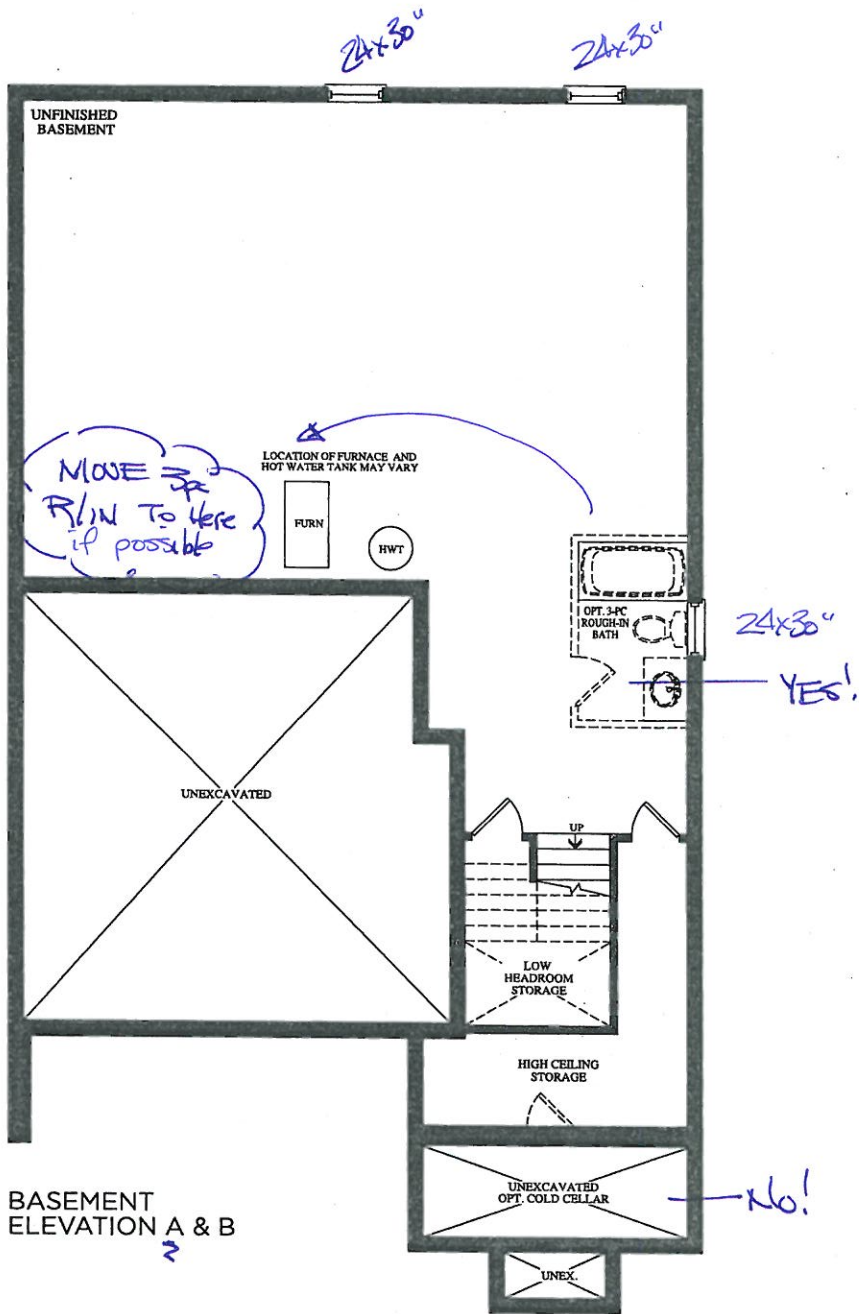 24x30"
24x30"
UNFINISHED
BASEMENT
MOVE 3pc
R/IN To Here
if possible
LOCATION OF FURNACE AND
HOT WATER TANK MAY VARY
FURN
HWT
OPT. 3-PC
ROUGH-IN
BATH
24x30"
YES!
UNEXCAVATED
UP
LOW
HEADROOM
STORAGE
HIGH CEILING
STORAGE
UNEXCAVATED
OPT. COLD CELLAR
No!
UNEX.
BASEMENT
ELEVATION A & B